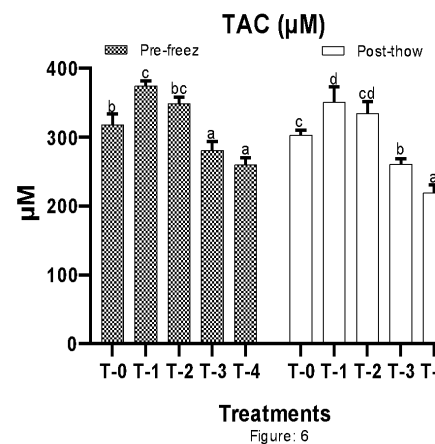 TAC (µM)
Pre-freez Post-thow
400
300
200
100
0
µM
b c bc a a c d cd b a
T-0 T-1 T-2 T-3 T-4 T-0 T-1 T-2 T-3 T-
Treatments
Figure: 6